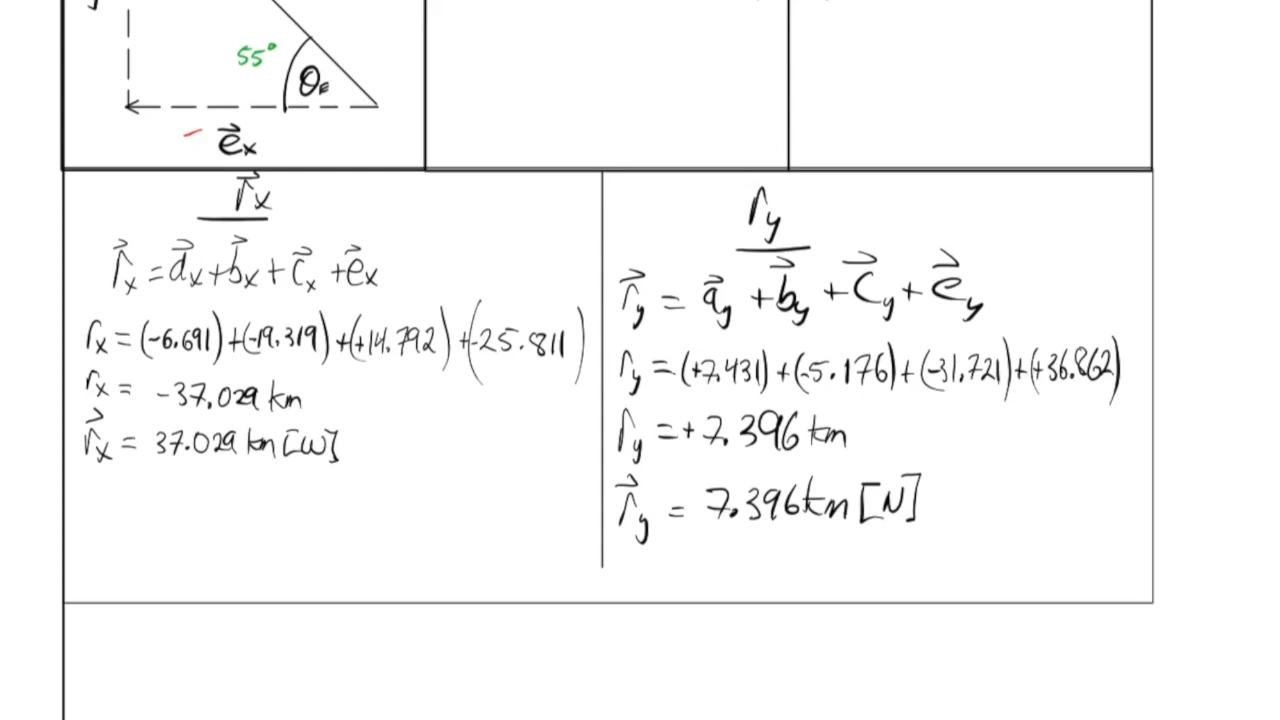 55°
θE
- e⃗x
r⃗x
r⃗x = a⃗x + b⃗x + c⃗x + e⃗x
rx = (-6.691) + (-19.319) + (+14.792) + (-25.811)
rx = -37.029 km
r⃗x = 37.029 km [W]
ry
r⃗y = a⃗y + b⃗y + c⃗y + e⃗y
ry = (+7.431) + (-5.176) + (-31.721) + (+36.862)
ry = +7.396 km
r⃗y = 7.396 km [N]